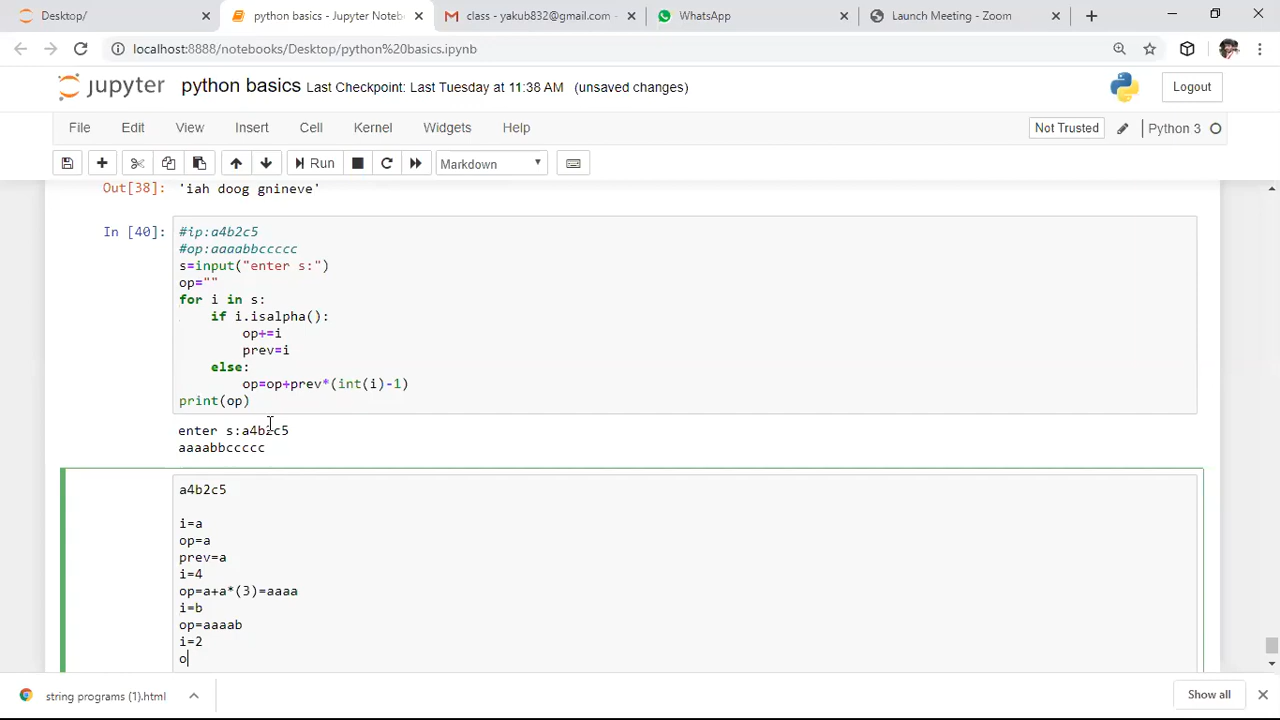 Desktop/
python basics - Jupyter Noteb
class - yakub832@gmail.com -
WhatsApp
Launch Meeting - Zoom
localhost:8888/notebooks/Desktop/python%20basics.ipynb
jupyter python basics Last Checkpoint: Last Tuesday at 11:38 AM (unsaved changes)
Logout
File Edit View Insert Cell Kernel Widgets Help
Not Trusted
Python 3
Run
Markdown
Out[38]: 'iah doog gnineve'
In [40]: #ip:a4b2c5
#op:aaaabbccccc
s=input("enter s:")
op=""
for i in s:
if i.isalpha():
op+=i
prev=i
else:
op=op+prev*(int(i)-1)
print(op)
enter s:a4b2c5
aaaabbccccc
a4b2c5
i=a
op=a
prev=a
i=4
op=a+a*(3)=aaaa
i=b
op=aaaab
i=2
o
string programs (1).html
Show all